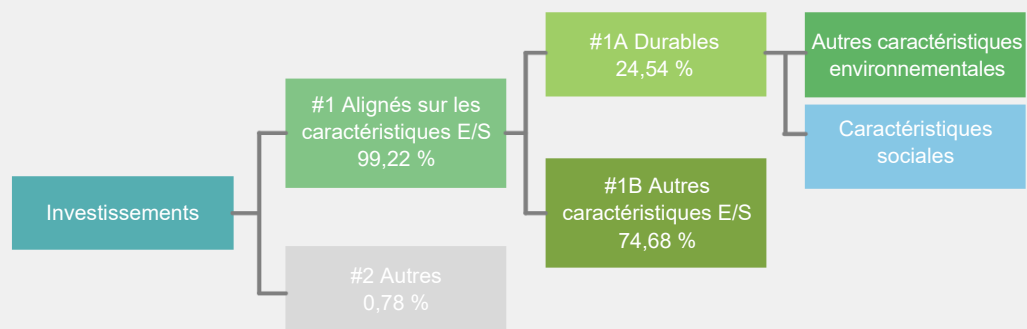 Investissements
#1 Alignés sur les
caractéristiques E/S
99,22 %
#2 Autres
0,78 %
#1A Durables
24,54 %
#1B Autres
caractéristiques E/S
74,68 %
Autres caractéristiques
environnementales
Caractéristiques
sociales